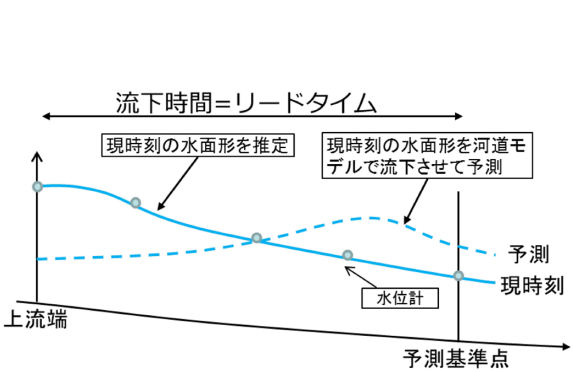 流下時間=リードタイム
現時刻の水面形を推定
現時刻の水面形を河道モ
デルで流下させて予測
予測
現時刻
水位計
上流端
予測基準点